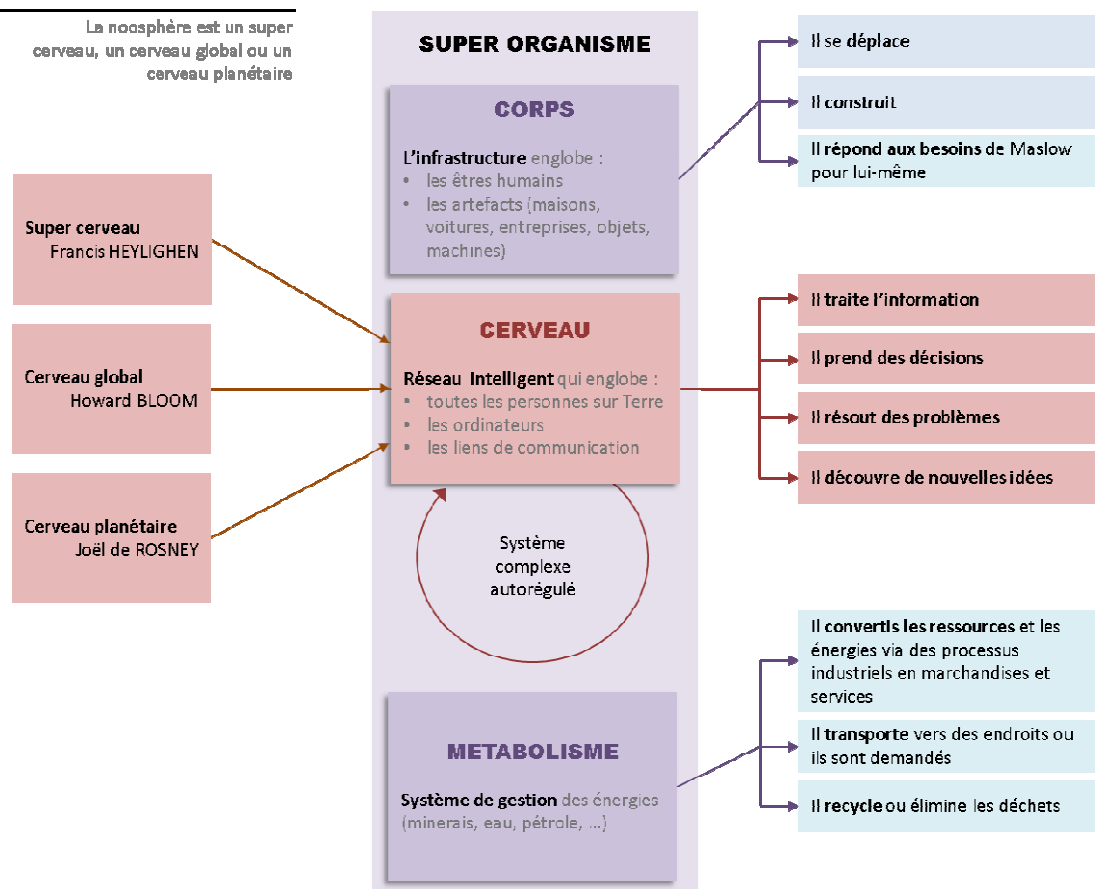 La noosphère est un super
cerveau, un cerveau global ou un
cerveau planétaire
SUPER ORGANISME
CORPS
L'infrastructure englobe :
• les êtres humains
• les artefacts (maisons,
voitures, entreprises, objets,
machines)
Il se déplace
Il construit
Il répond aux besoins de Maslow
pour lui-même
Super cerveau
Francis HEYLIGHEN
Cerveau global
Howard BLOOM
Cerveau planétaire
Joël de ROSNEY
CERVEAU
Réseau Intelligent qui englobe :
• toutes les personnes sur Terre
• les ordinateurs
• les liens de communication
Il traite l'information
Il prend des décisions
Il résout des problèmes
Il découvre de nouvelles idées
Système
complexe
autorégulé
METABOLISME
Système de gestion des énergies
(minerais, eau, pétrole, ...)
Il convertis les ressources et les
énergies via des processus
industriels en marchandises et
services
Il transporte vers des endroits ou
ils sont demandés
Il recycle ou élimine les déchets